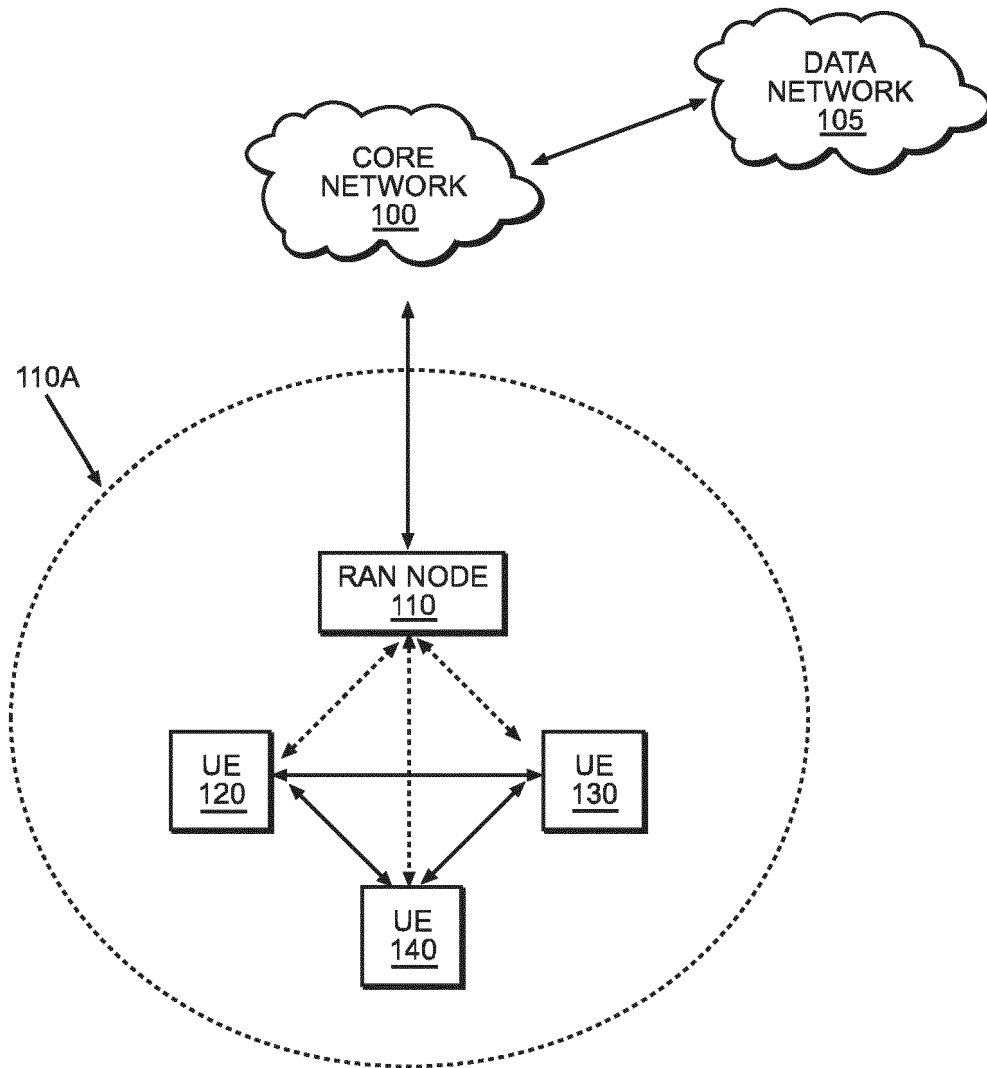 DATA
NETWORK
105
CORE
NETWORK
100
110A
RAN NODE
110
UE
120
UE
130
UE
140